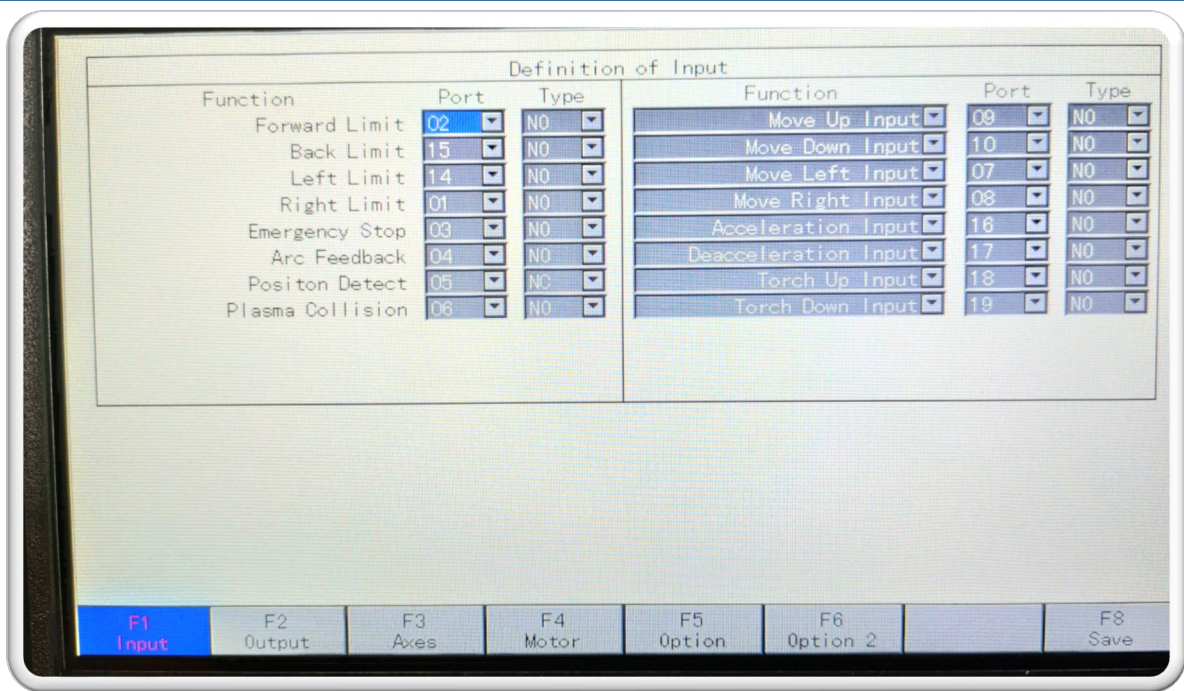 Definition of Input
Function Port Type Function Port Type
Forward Limit 02 NO Move Up Input 09 NO
Back Limit 15 NO Move Down Input 10 NO
Left Limit 14 NO Move Left Input 07 NO
Right Limit 01 NO Move Right Input 08 NO
Emergency Stop 03 NO Acceleration Input 16 NO
Arc Feedback 04 NO Deacceleration Input 17 NO
Positon Detect 05 NC Torch Up Input 18 NO
Plasma Collision 06 NO Torch Down Input 19 NO
F1 F2 F3 F4 F5 F6 F8
Input Output Axes Motor Option Option 2 Save